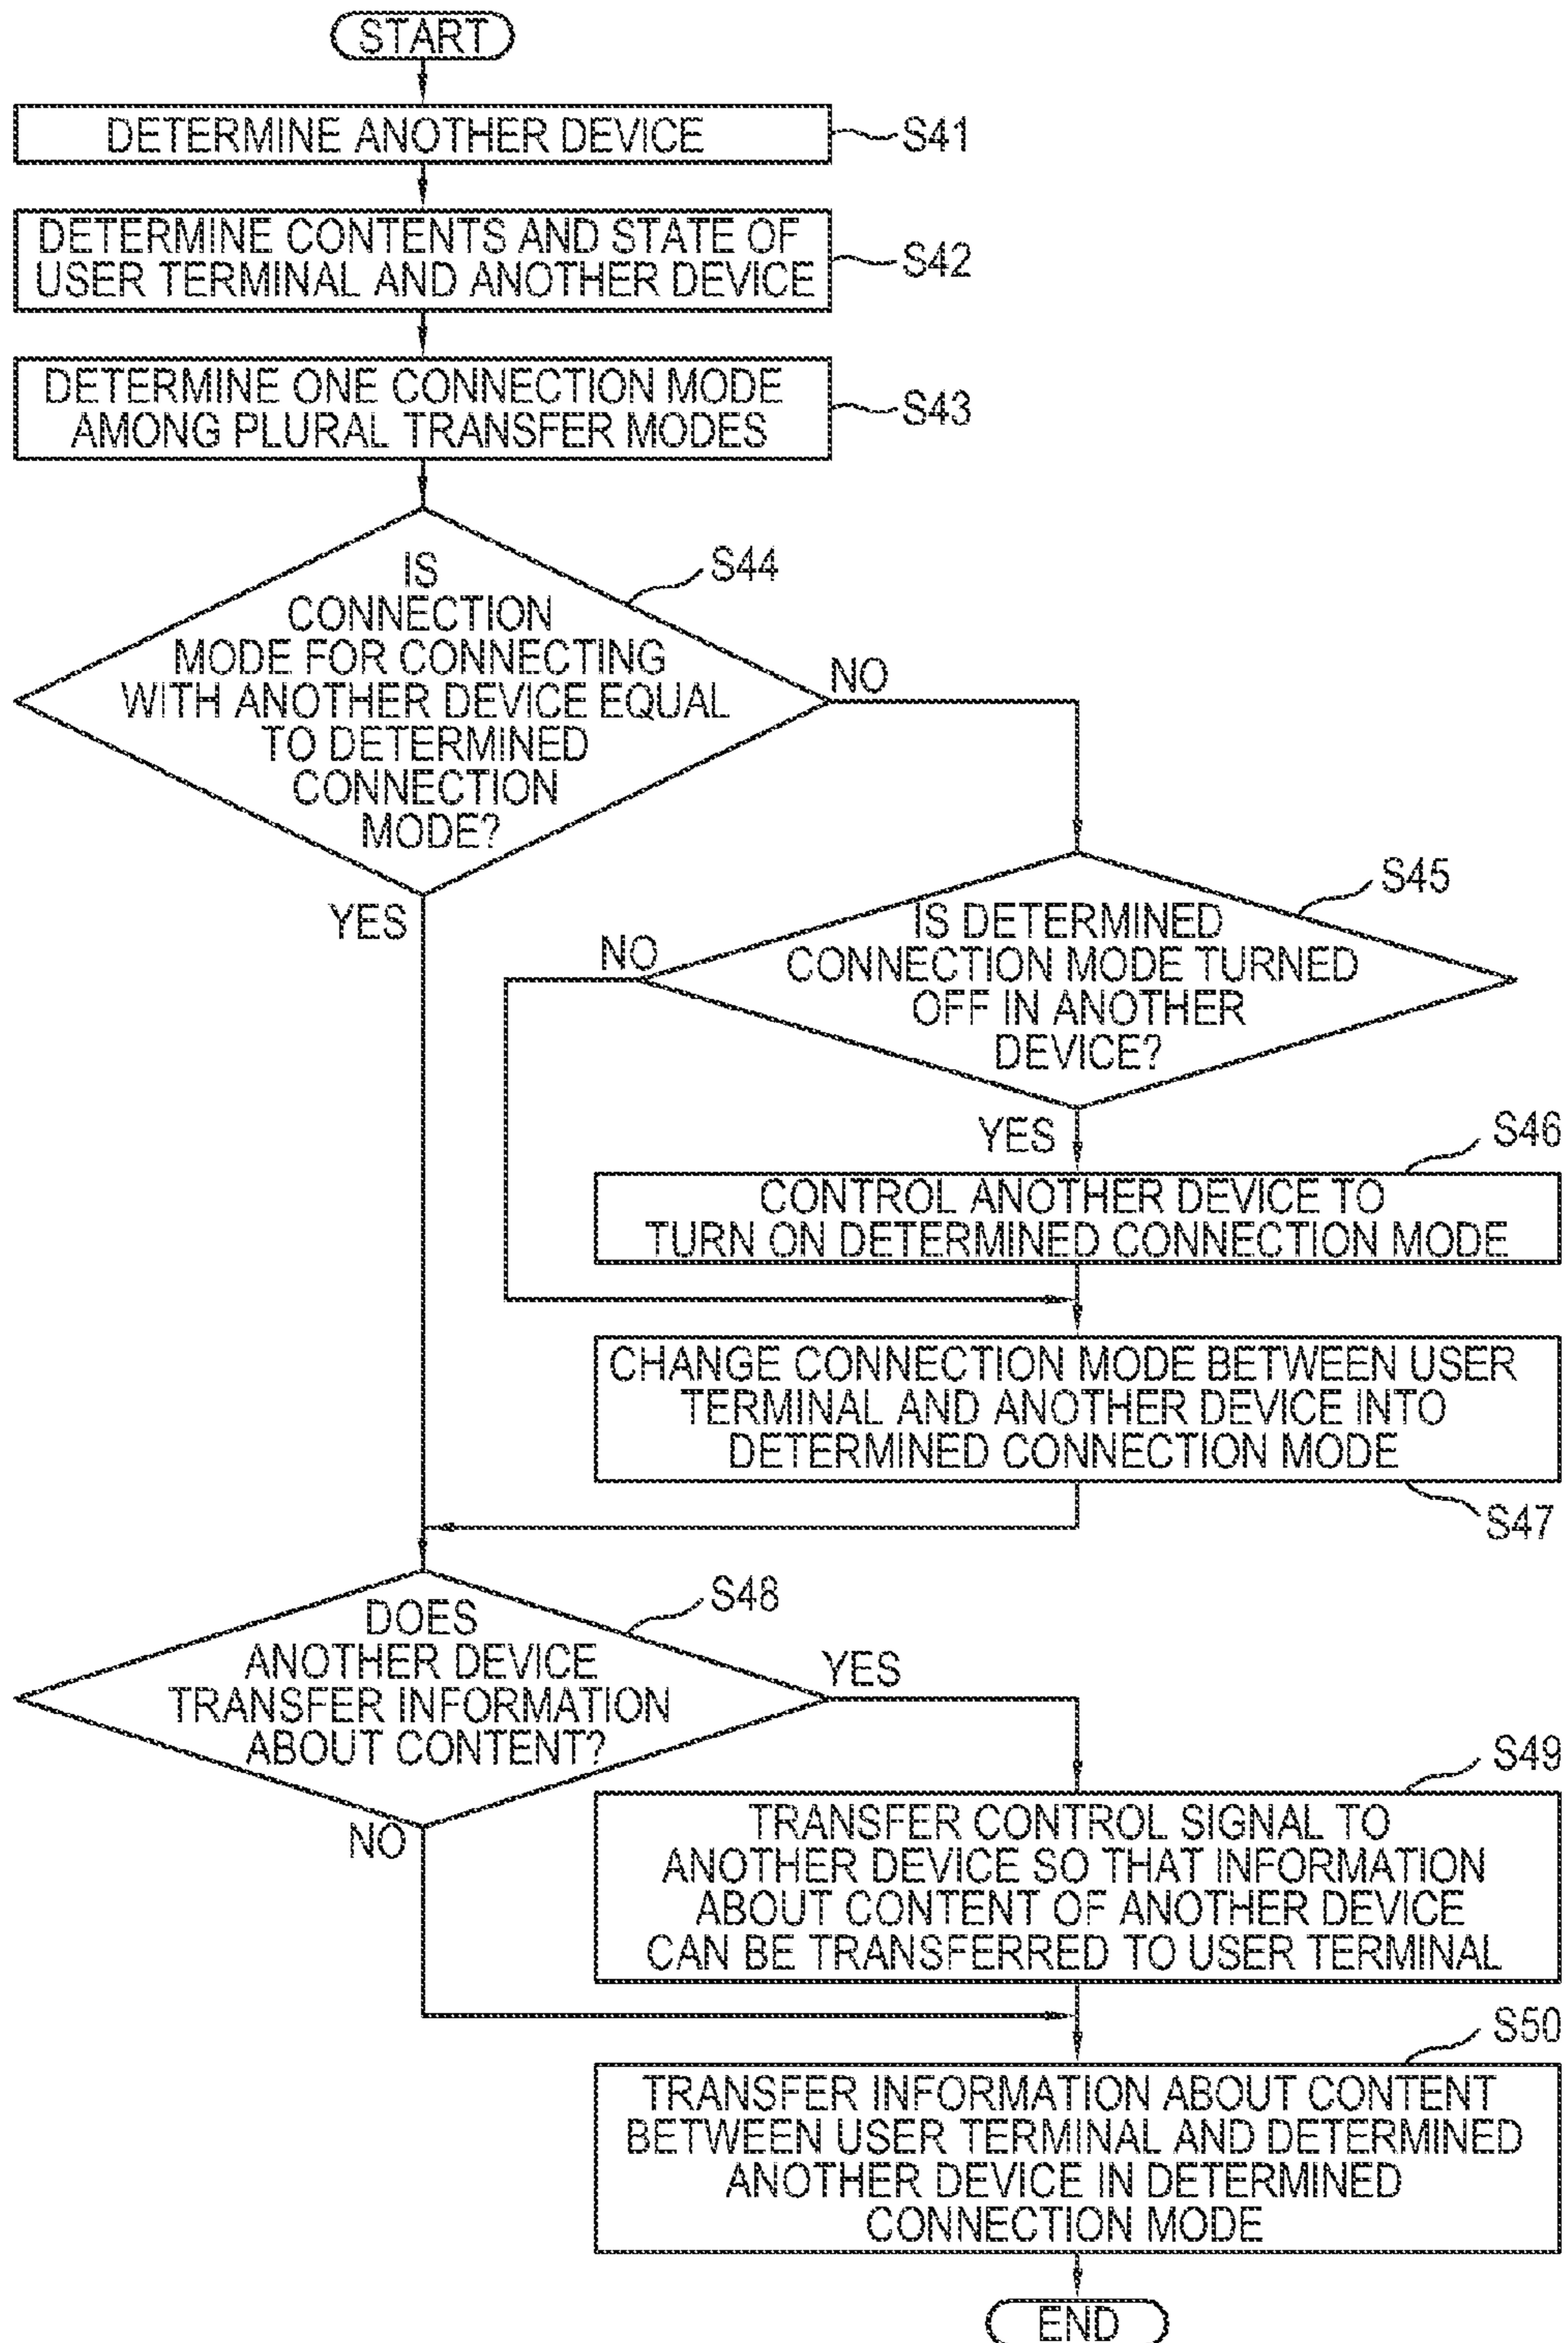 START
DETERMINE ANOTHER DEVICE
S41
DETERMINE CONTENTS AND STATE OF
USER TERMINAL AND ANOTHER DEVICE
S42
DETERMINE ONE CONNECTION MODE
AMONG PLURAL TRANSFER MODES
S43
IS
CONNECTION
MODE FOR CONNECTING
WITH ANOTHER DEVICE EQUAL
TO DETERMINED
CONNECTION
MODE?
S44
NO
YES
IS DETERMINED
CONNECTION MODE TURNED
OFF IN ANOTHER
DEVICE?
S45
NO
YES
CONTROL ANOTHER DEVICE TO
TURN ON DETERMINED CONNECTION MODE
S46
CHANGE CONNECTION MODE BETWEEN USER
TERMINAL AND ANOTHER DEVICE INTO
DETERMINED CONNECTION MODE
S47
DOES
ANOTHER DEVICE
TRANSFER INFORMATION
ABOUT CONTENT?
S48
YES
NO
TRANSFER CONTROL SIGNAL TO
ANOTHER DEVICE SO THAT INFORMATION
ABOUT CONTENT OF ANOTHER DEVICE
CAN BE TRANSFERRED TO USER TERMINAL
S49
TRANSFER INFORMATION ABOUT CONTENT
BETWEEN USER TERMINAL AND DETERMINED
ANOTHER DEVICE IN DETERMINED
CONNECTION MODE
S50
END